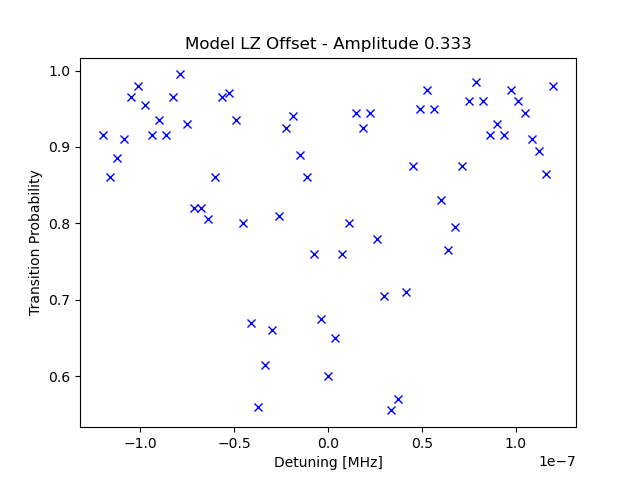 Model LZ Offset - Amplitude 0.333
1.0
0.9
0.8
0.7
0.6
Transition Probability
−1.0
−0.5
0.0
0.5
1.0
1e−7
Detuning [MHz]